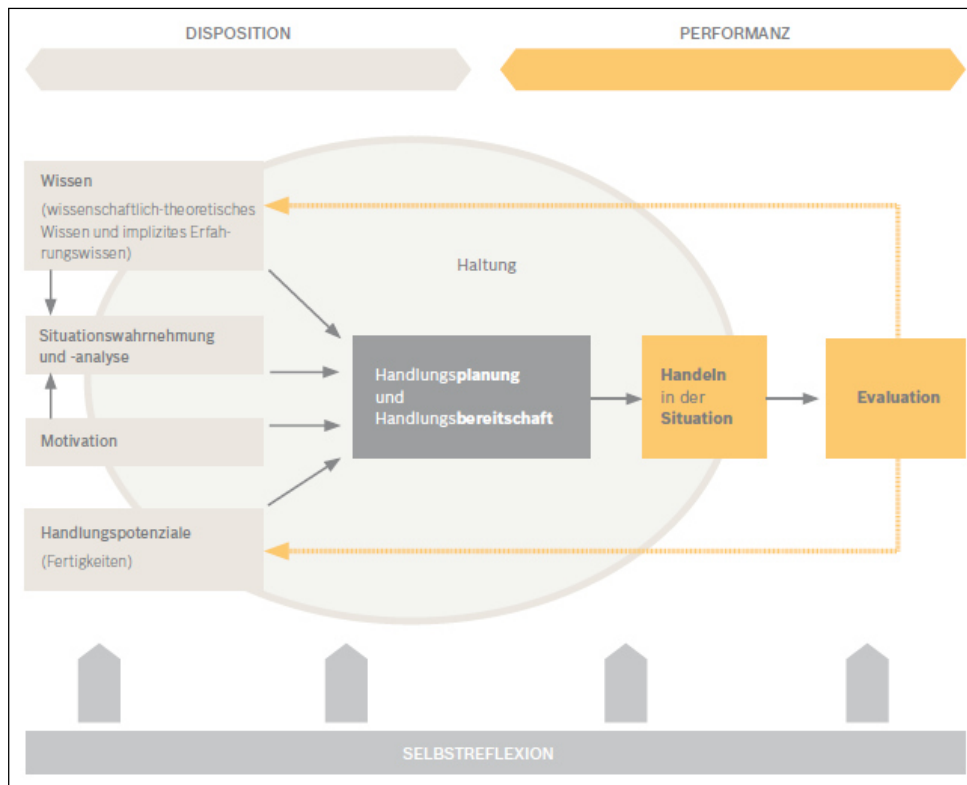 DISPOSITION
PERFORMANZ
Wissen
(wissenschaftlich-theoretisches
Wissen und implizites Erfah-
rungswissen)
Haltung
Situationswahrnehmung
und -analyse
Motivation
Handlungspotenziale
(Fertigkeiten)
Handlungsplanung
und
Handlungsbereitschaft
Handeln
in der
Situation
Evaluation
SELBSTREFLEXION